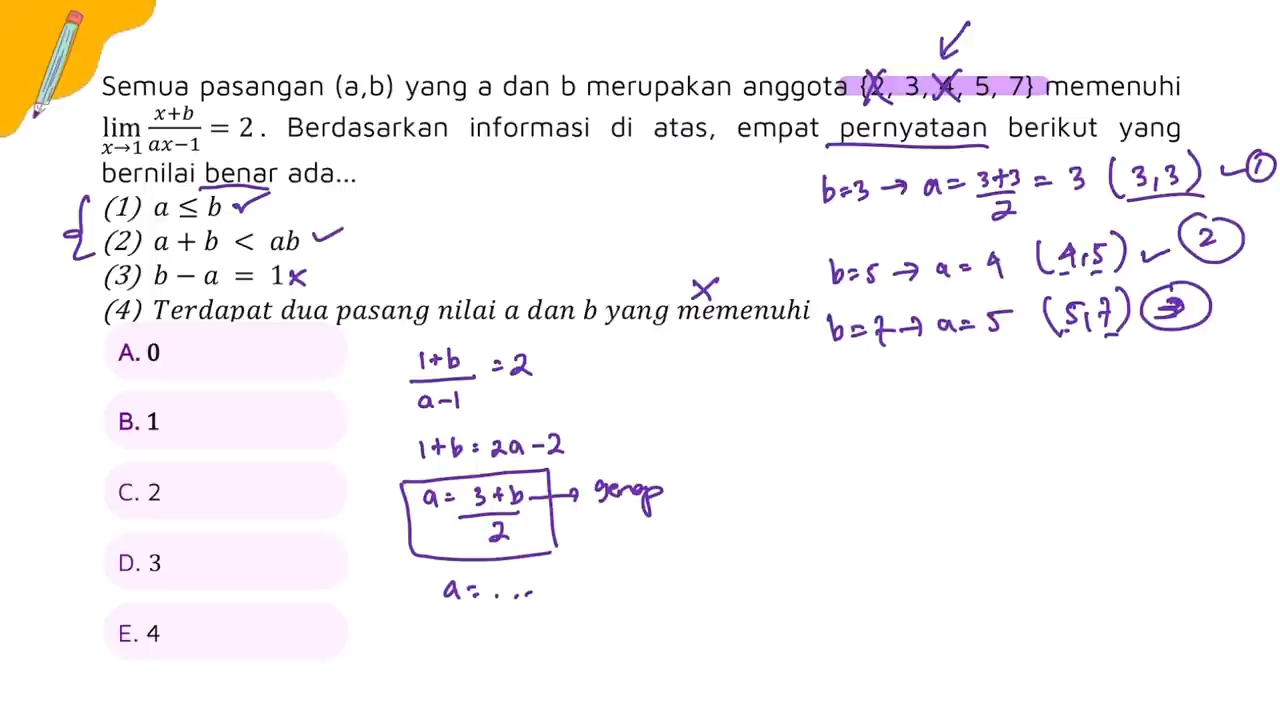 Semua pasangan (a,b) yang a dan b merupakan anggota {2, 3, 4, 5, 7} memenuhi
lim x→1 x+b / ax−1 = 2 . Berdasarkan informasi di atas, empat pernyataan berikut yang
bernilai benar ada...
(1) a ≤ b ✓
(2) a + b < ab ✓
(3) b − a = 1 x
(4) Terdapat dua pasang nilai a dan b yang memenuhi x
A. 0
B. 1
C. 2
D. 3
E. 4
1+b / a-1 = 2
1+b = 2a-2
a = 3+b / 2 → genap
a = ....
b=3 → a = 3+3 / 2 = 3 (3,3) ✓ 1
b=5 → a = 4 (4,5) ✓ 2
b=7 → a = 5 (5,7) 3